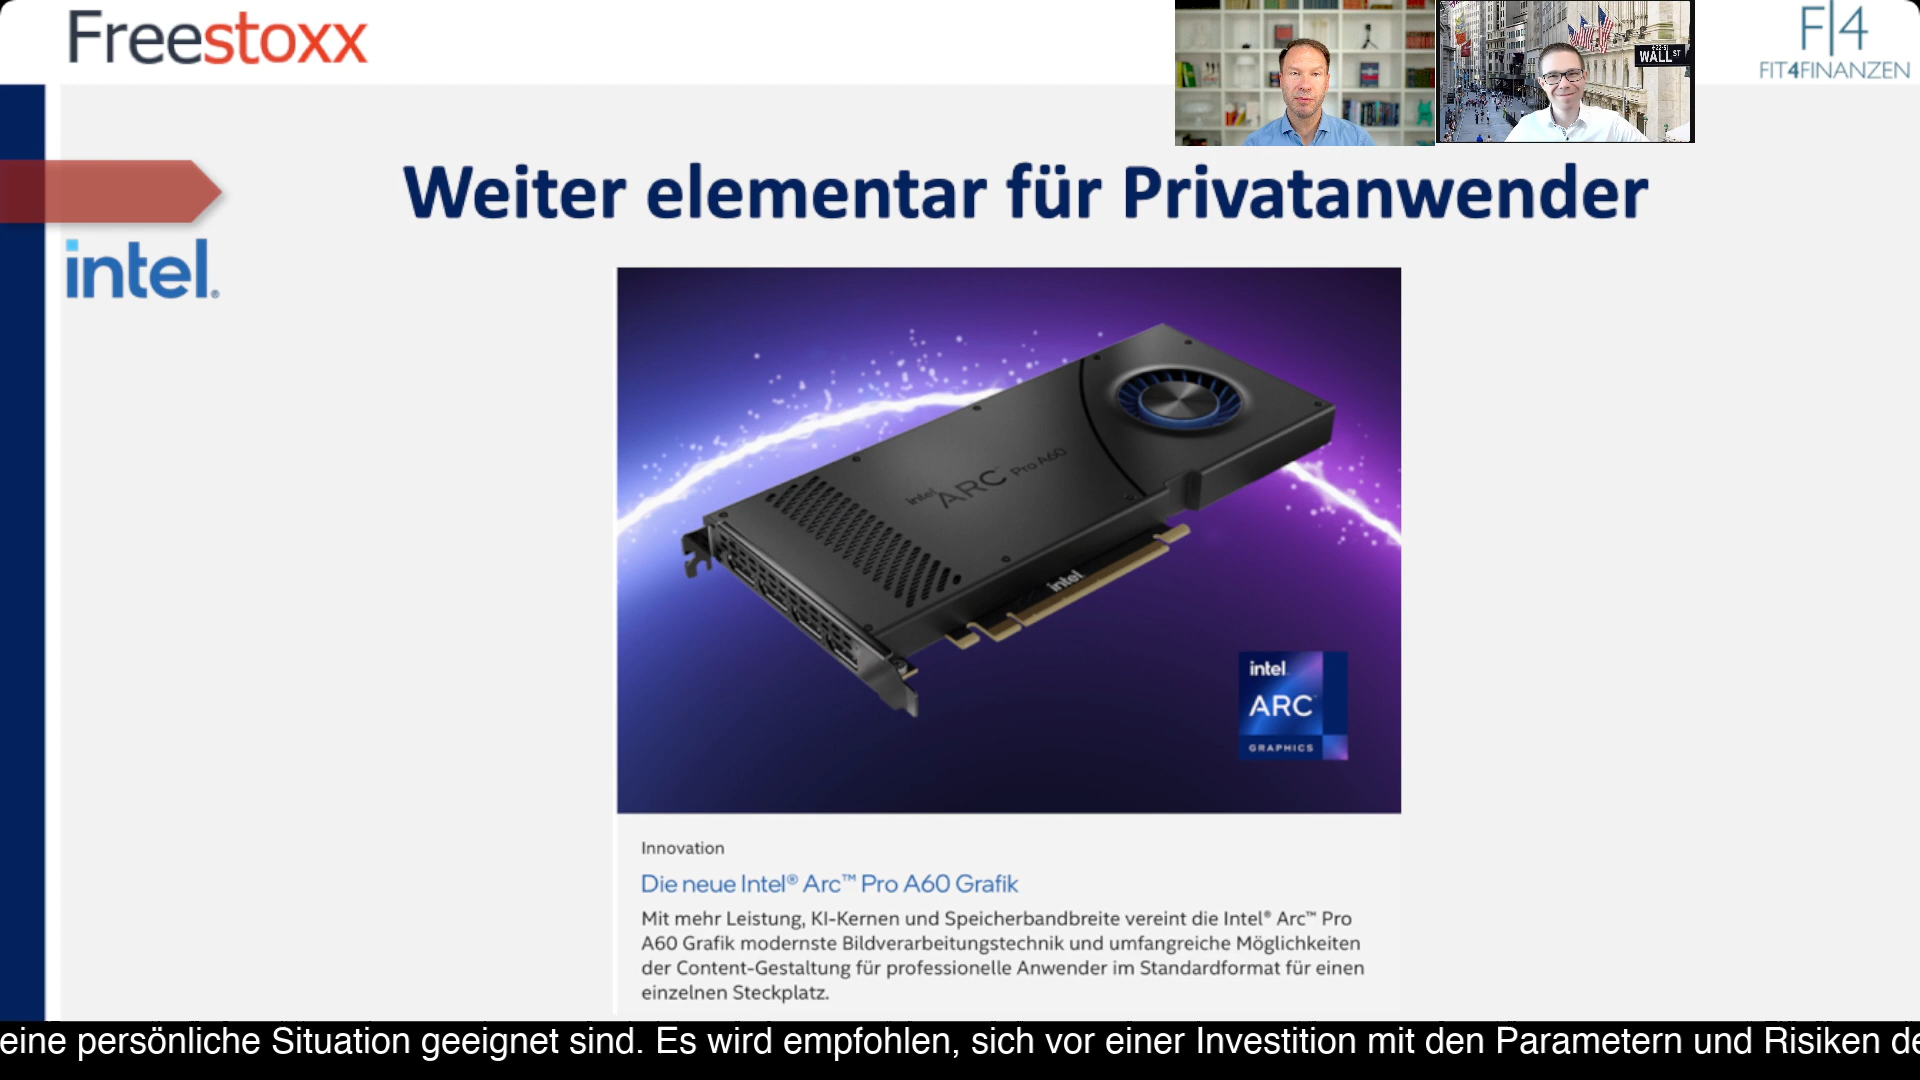 Freestoxx
WALL ST
F|4
FIT4FINANZEN
Weiter elementar für Privatanwender
intel®
intel ARC Pro A60
intel
intel
ARC
GRAPHICS
Innovation
Die neue Intel® Arc™ Pro A60 Grafik
Mit mehr Leistung, KI-Kernen und Speicherbandbreite vereint die Intel® Arc™ Pro
A60 Grafik modernste Bildverarbeitungstechnik und umfangreiche Möglichkeiten
der Content-Gestaltung für professionelle Anwender im Standardformat für einen
einzelnen Steckplatz.
eine persönliche Situation geeignet sind. Es wird empfohlen, sich vor einer Investition mit den Parametern und Risiken de